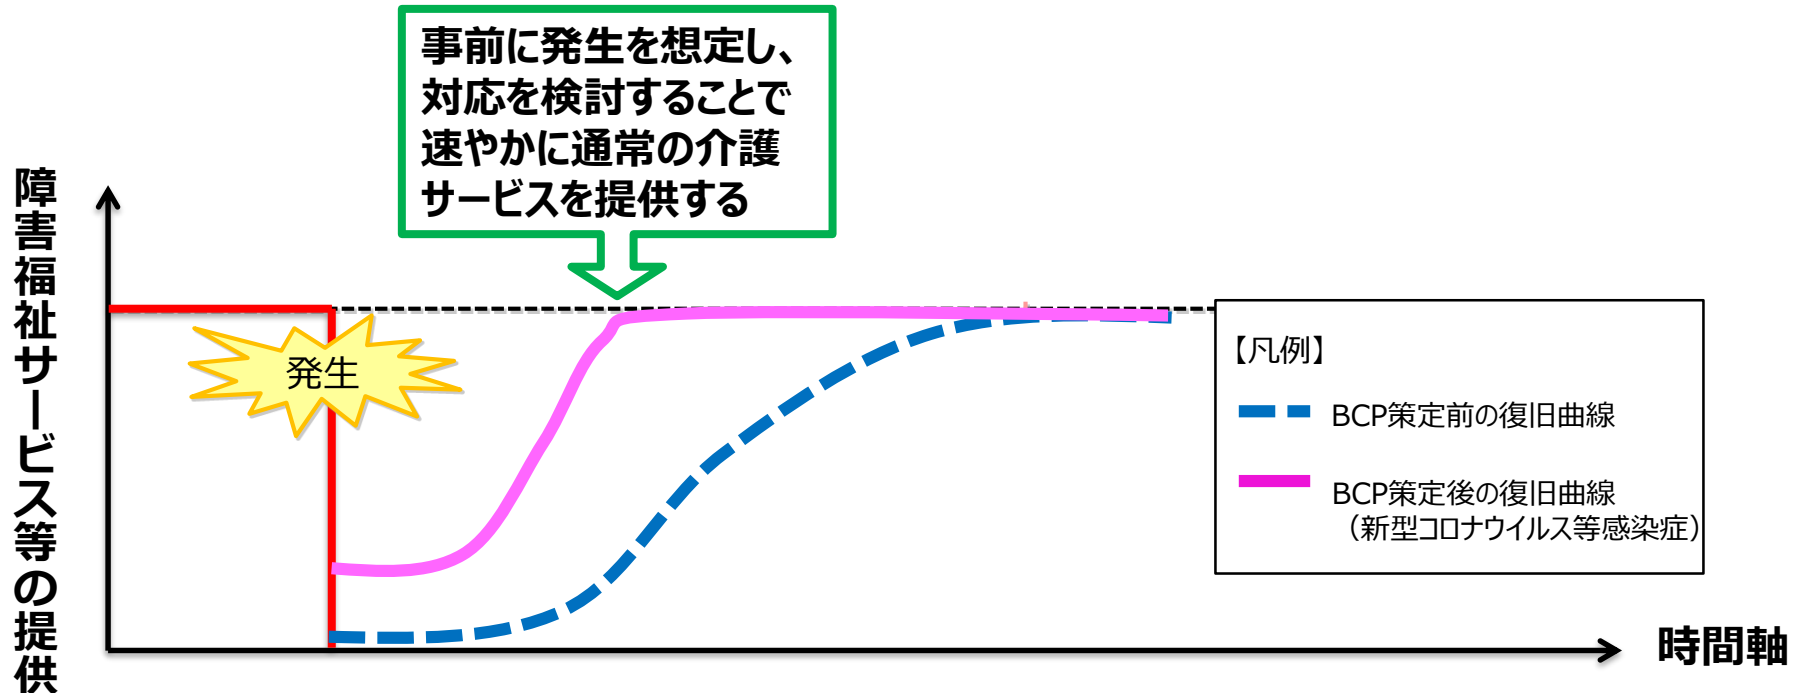 事前に発生を想定し、
対応を検討することで
速やかに通常の介護
サービスを提供する
障害福祉サービス等の提供
発生
【凡例】
BCP策定前の復旧曲線
BCP策定後の復旧曲線
（新型コロナウイルス等感染症）
時間軸